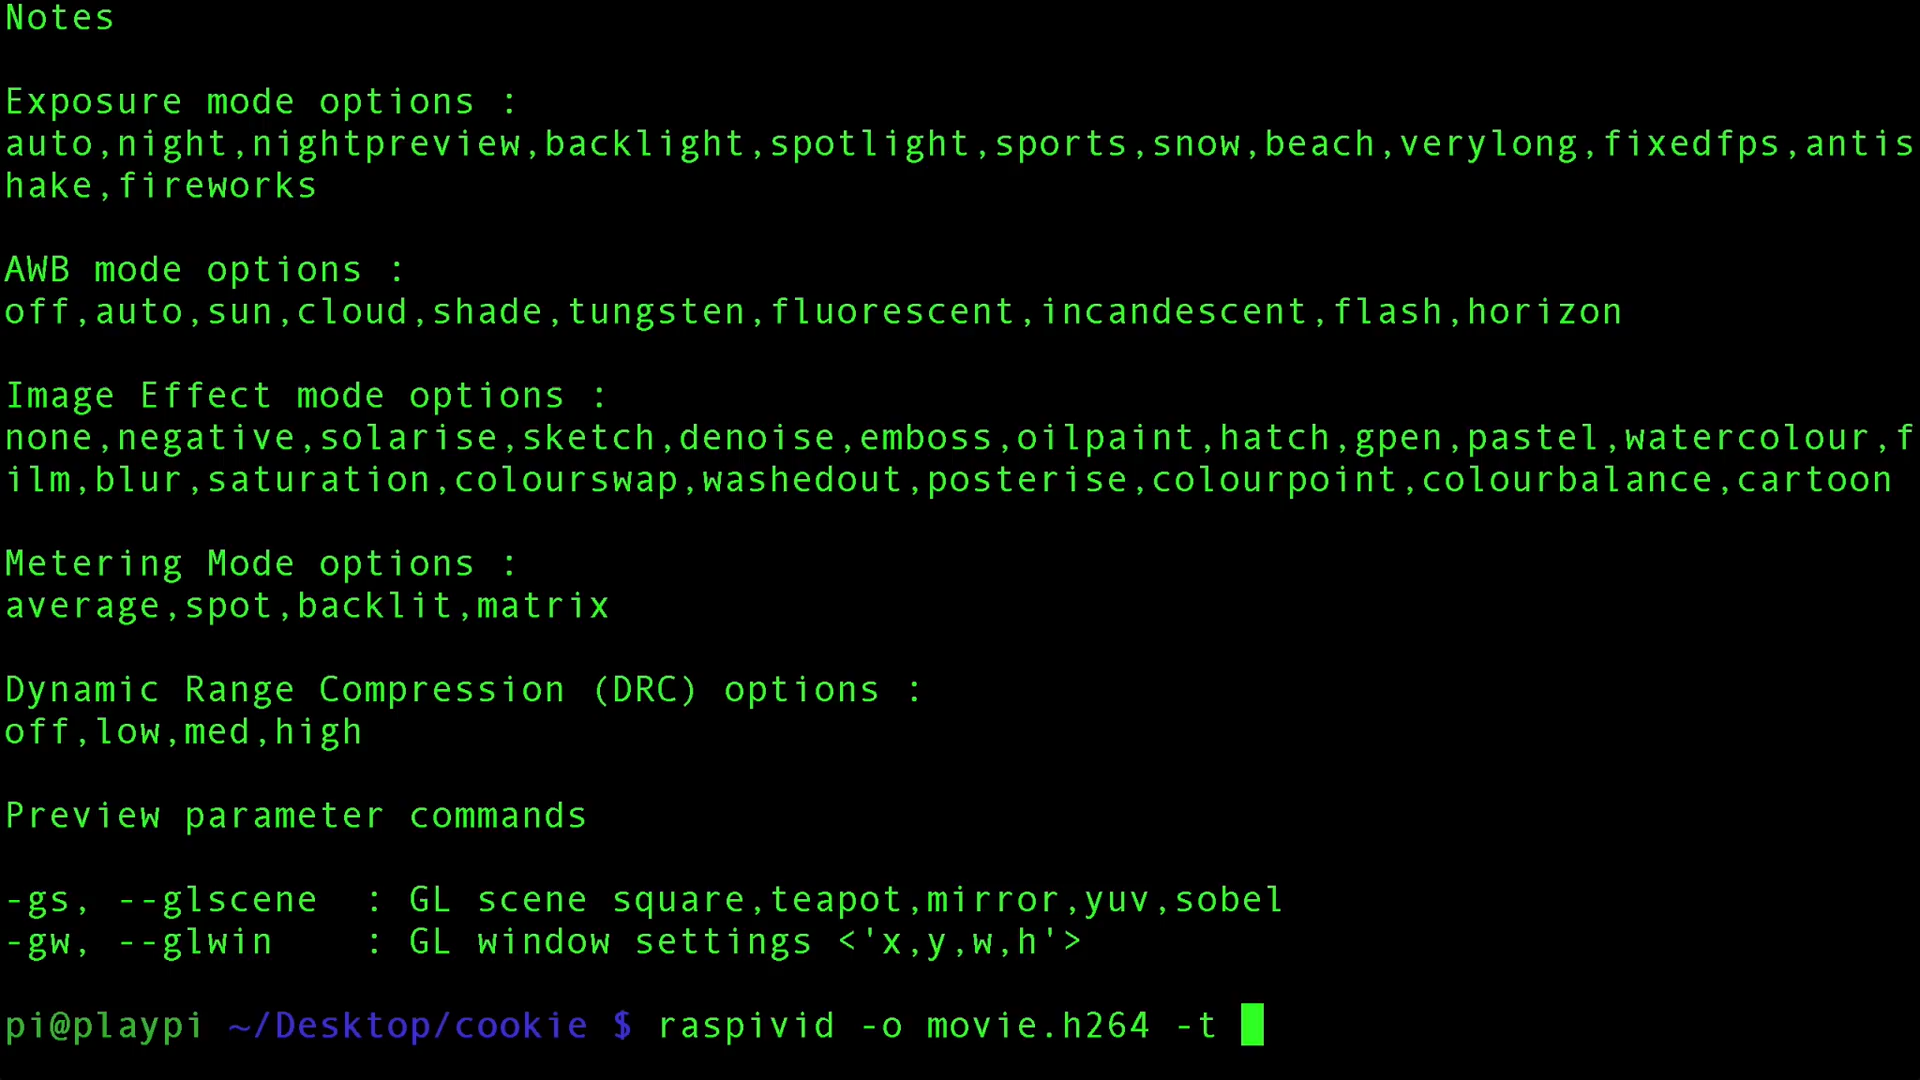 Notes
Exposure mode options :
auto,night,nightpreview,backlight,spotlight,sports,snow,beach,verylong,fixedfps,antis
hake,fireworks
AWB mode options :
off,auto,sun,cloud,shade,tungsten,fluorescent,incandescent,flash,horizon
Image Effect mode options :
none,negative,solarise,sketch,denoise,emboss,oilpaint,hatch,gpen,pastel,watercolour,f
ilm,blur,saturation,colourswap,washedout,posterise,colourpoint,colourbalance,cartoon
Metering Mode options :
average,spot,backlit,matrix
Dynamic Range Compression (DRC) options :
off,low,med,high
Preview parameter commands
-gs, --glscene  : GL scene square,teapot,mirror,yuv,sobel
-gw, --glwin    : GL window settings <'x,y,w,h'>
pi@playpi ~/Desktop/cookie $ raspivid -o movie.h264 -t